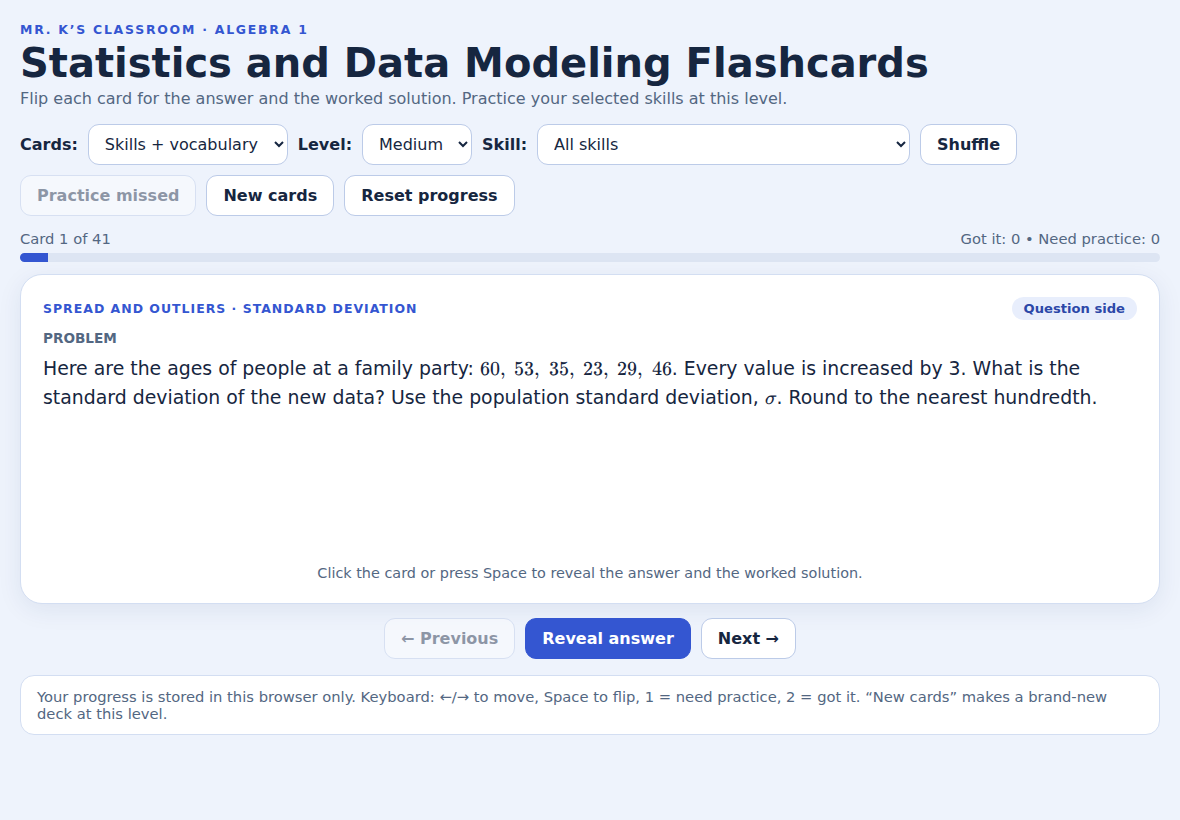 MR. K’S CLASSROOM · ALGEBRA 1
Statistics and Data Modeling Flashcards
Flip each card for the answer and the worked solution. Practice your selected skills at this level.
Cards: Skills + vocabulary Level: Medium Skill: All skills Shuffle
Practice missed New cards Reset progress
Card 1 of 41 Got it: 0 • Need practice: 0
SPREAD AND OUTLIERS · STANDARD DEVIATION Question side
PROBLEM
Here are the ages of people at a family party: 60, 53, 35, 23, 29, 46. Every value is increased by 3. What is the
standard deviation of the new data? Use the population standard deviation, σ. Round to the nearest hundredth.
Click the card or press Space to reveal the answer and the worked solution.
← Previous Reveal answer Next →
Your progress is stored in this browser only. Keyboard: ←/→ to move, Space to flip, 1 = need practice, 2 = got it. “New cards” makes a brand-new
deck at this level.